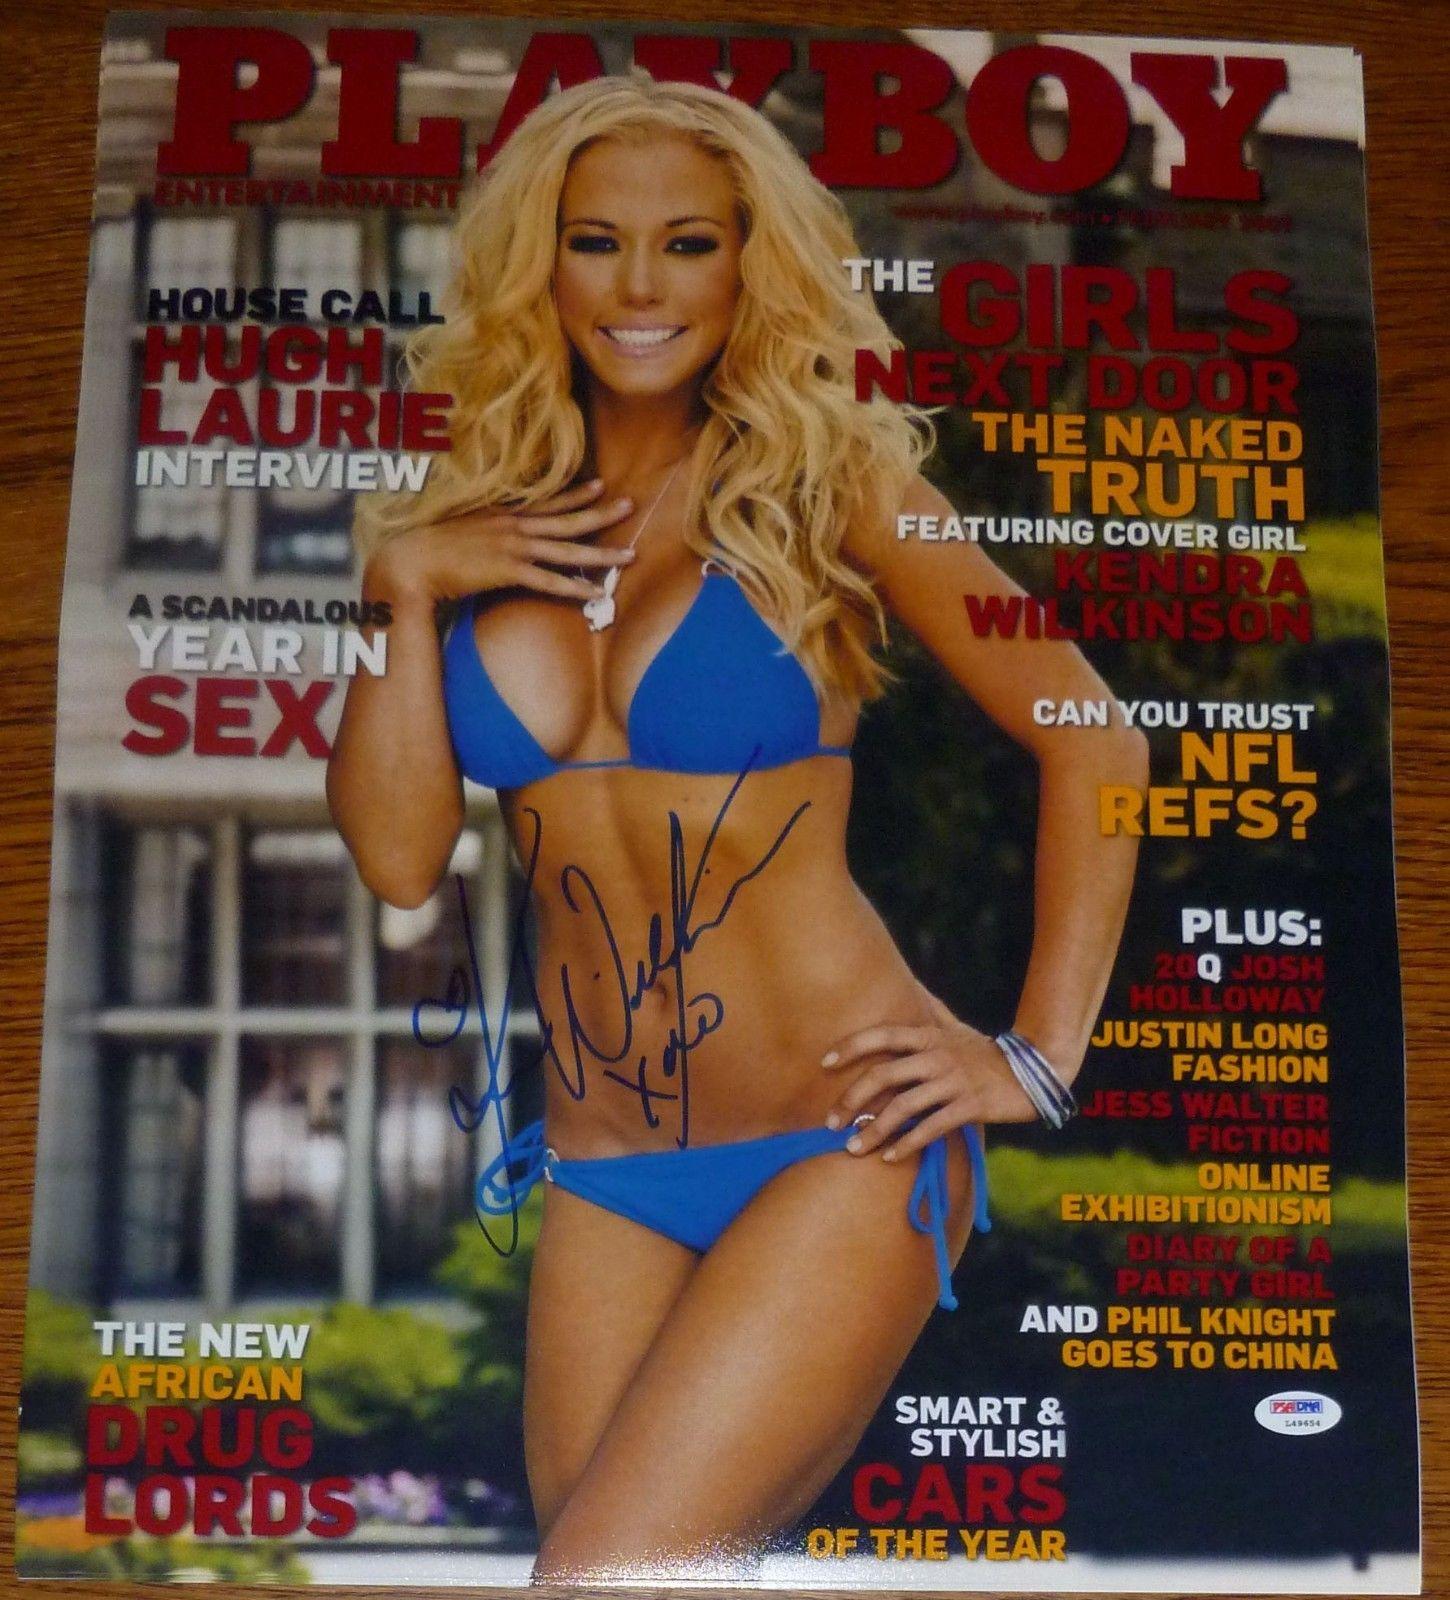 PLAYBOY
ENTERTAINMENT
HOUSE CALL
HUGH
LAURIE
INTERVIEW
A SCANDALOUS
YEAR IN
SEX
THE GIRLS
NEXT DOOR
THE NAKED
TRUTH
FEATURING COVER GIRL
KENDRA
WILKINSON
CAN YOU TRUST
NFL
REFS?
PLUS:
20Q JOSH
HOLLOWAY
JUSTIN LONG
FASHION
JESS WALTER
FICTION
ONLINE
EXHIBITIONISM
DIARY OF A
PARTY GIRL
AND PHIL KNIGHT
GOES TO CHINA
xoxo
THE NEW
AFRICAN
DRUG
LORDS
SMART &
STYLISH
CARS
OF THE YEAR
PSA DNA
L49654